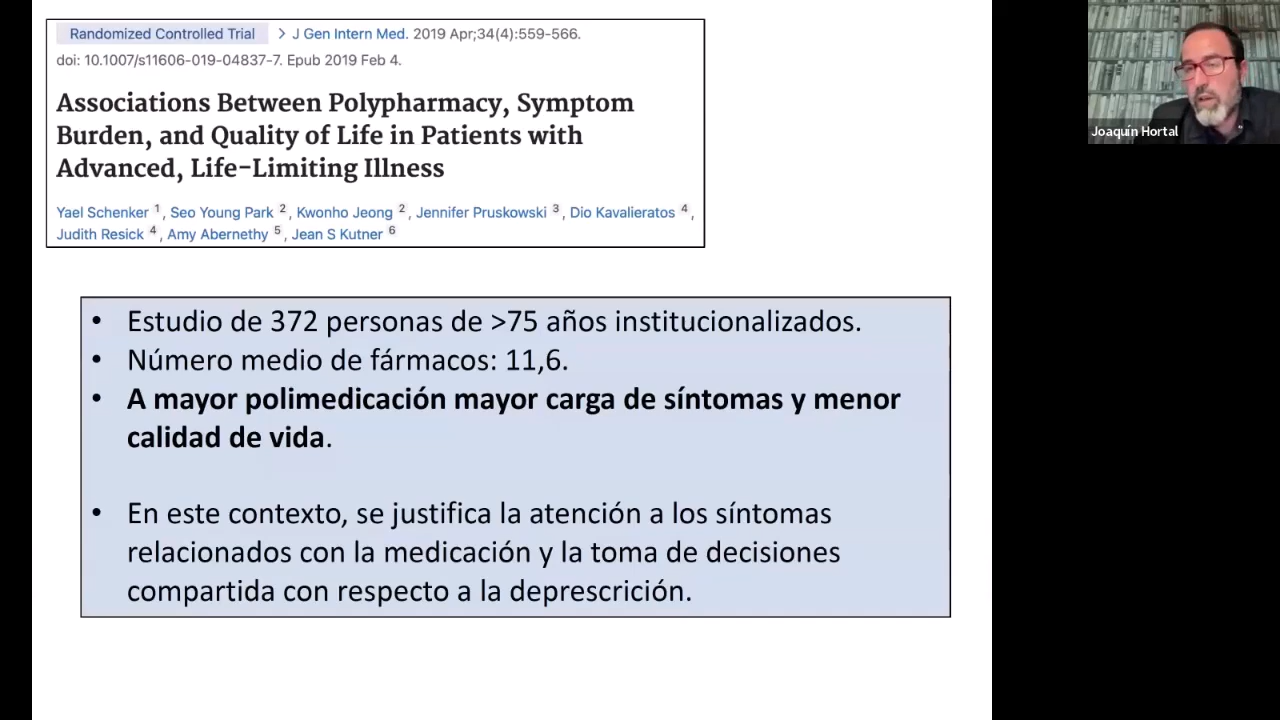 Randomized Controlled Trial > J Gen Intern Med. 2019 Apr;34(4):559-566.
doi: 10.1007/s11606-019-04837-7. Epub 2019 Feb 4.
Associations Between Polypharmacy, Symptom
Burden, and Quality of Life in Patients with
Advanced, Life-Limiting Illness
Yael Schenker 1, Seo Young Park 2, Kwonho Jeong 2, Jennifer Pruskowski 3, Dio Kavalieratos 4,
Judith Resick 4, Amy Abernethy 5, Jean S Kutner 6
Joaquín Hortal
• Estudio de 372 personas de >75 años institucionalizados.
• Número medio de fármacos: 11,6.
• A mayor polimedicación mayor carga de síntomas y menor
calidad de vida.
• En este contexto, se justifica la atención a los síntomas
relacionados con la medicación y la toma de decisiones
compartida con respecto a la deprescrición.